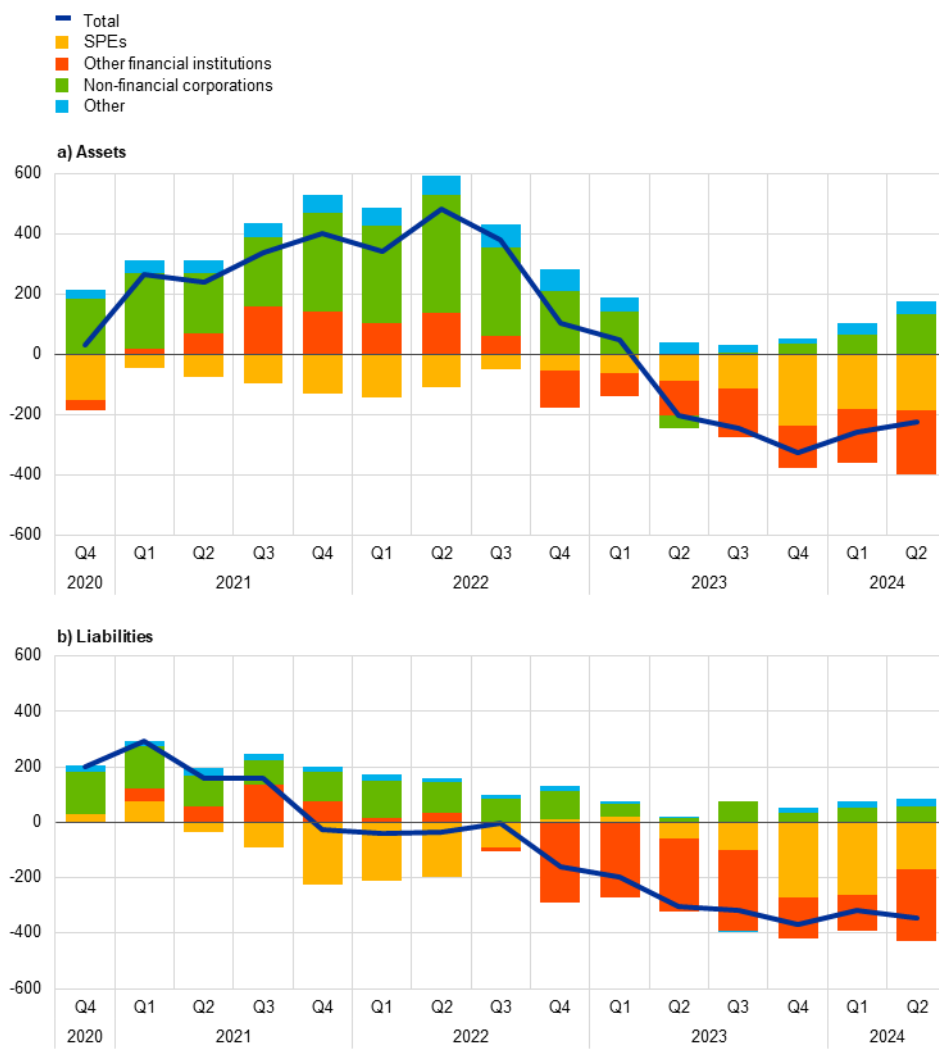 Total
SPEs
Other financial institutions
Non-financial corporations
Other
a) Assets
600
400
200
0
-200
-400
-600
Q4 Q1 Q2 Q3 Q4 Q1 Q2 Q3 Q4 Q1 Q2 Q3 Q4 Q1 Q2
2020 2021 2022 2023 2024
b) Liabilities
600
400
200
0
-200
-400
-600
Q4 Q1 Q2 Q3 Q4 Q1 Q2 Q3 Q4 Q1 Q2 Q3 Q4 Q1 Q2
2020 2021 2022 2023 2024